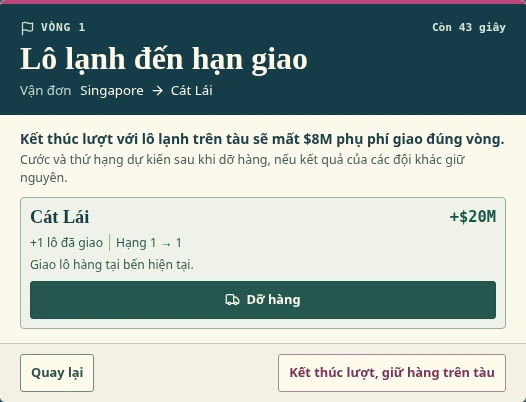 VÒNG 1
Còn 43 giây
Lô lạnh đến hạn giao
Vận đơn Singapore → Cát Lái
Kết thúc lượt với lô lạnh trên tàu sẽ mất $8M phụ phí giao đúng vòng.
Cước và thứ hạng dự kiến sau khi dỡ hàng, nếu kết quả của các đội khác giữ
nguyên.
Cát Lái
+$20M
+1 lô đã giao | Hạng 1 → 1
Giao lô hàng tại bến hiện tại.
Dỡ hàng
Quay lại
Kết thúc lượt, giữ hàng trên tàu